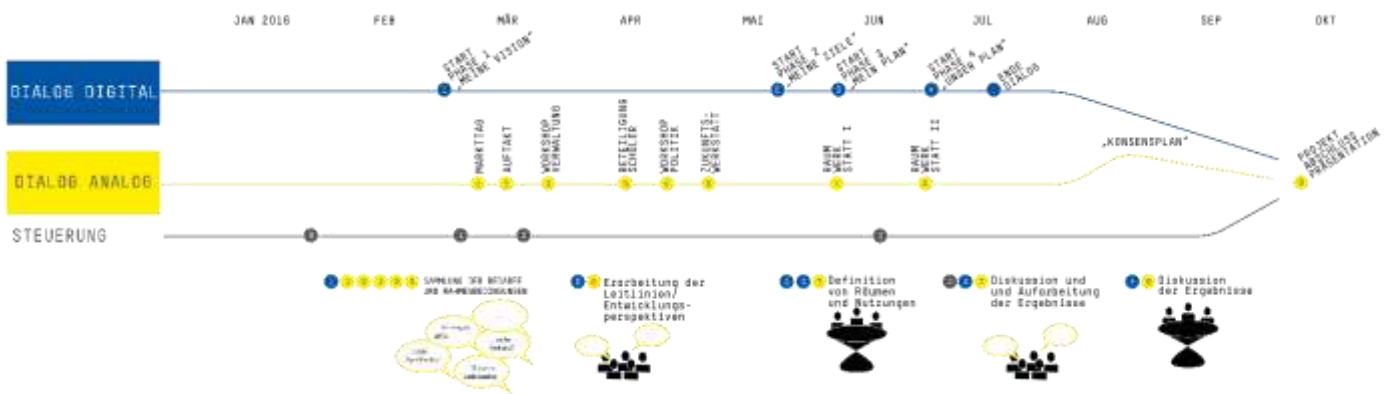 JAN 2016
FEB
MÄR
APR
MAI
JUN
JUL
AUG
SEP
OKT
START
PHASE 1
„MEINE VISION"
START
PHASE 2
„MEINE ZIELE"
START
PHASE 3
„MEIN PLAN"
START
PHASE 4
„UNSER PLAN"
ENDE
DIALOG
DIALOG DIGITAL
MARKTTAG
AUFTAKT
WORKSHOP
VERWALTUNG
BETEILIGUNG
SCHÜLER
WORKSHOP
POLITIK
ZUKUNFTS-
WERKSTATT
RAUM
WERK
STATT I
RAUM
WERK
STATT II
„KONSENSPLAN"
PROJEKT
ABSCHLUSS
PRÄSENTATION
DIALOG ANALOG
STEUERUNG
SAMMLUNG DER BEDARFE
UND RAHMENBEDINGUNGEN
Erarbeitung der
Leitlinien/
Entwicklungs-
perspektiven
Definition
von Räumen
und Nutzungen
Diskussion und
und Aufarbeitung
der Ergebnisse
Diskussion
der Ergebnisse